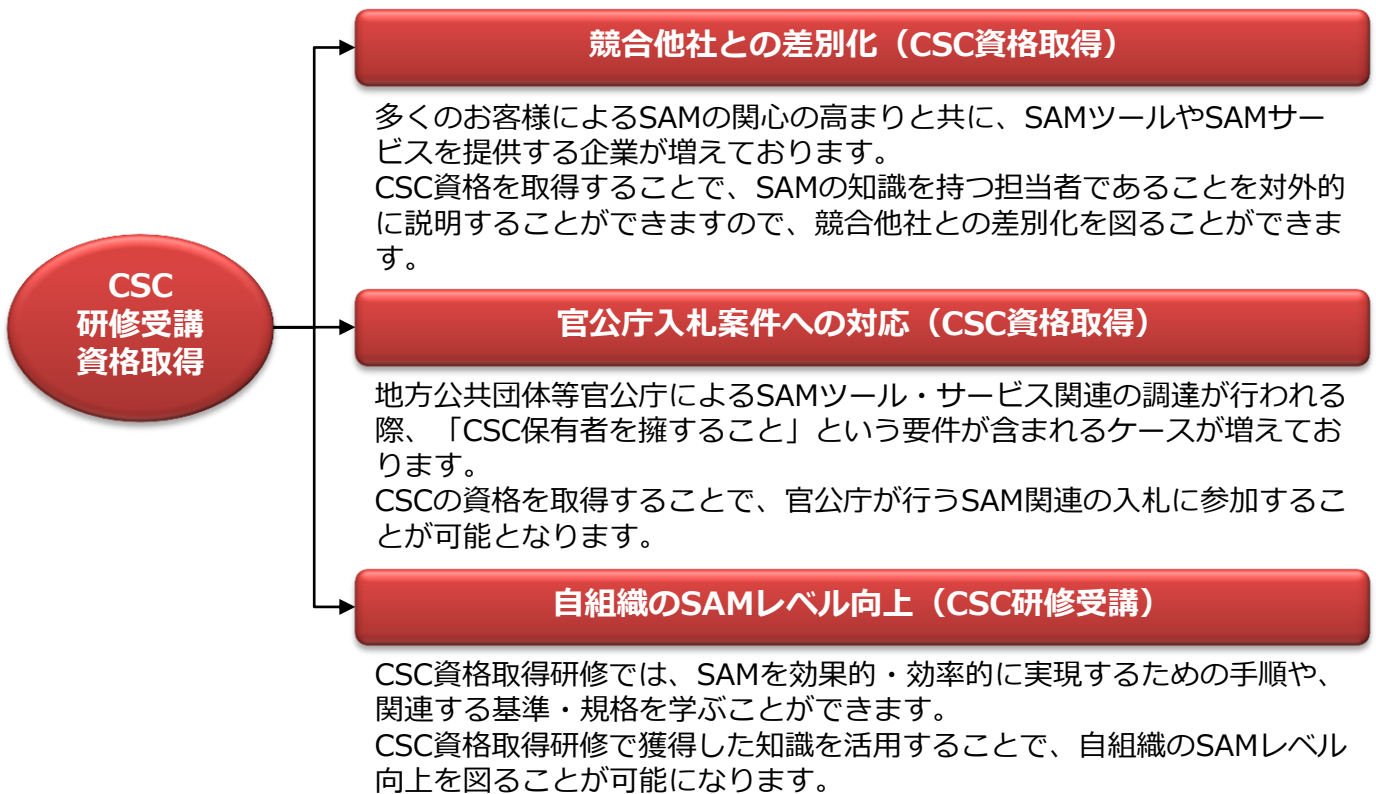 競合他社との差別化（CSC資格取得）
多くのお客様によるSAMの関心の高まりと共に、SAMツールやSAMサー
ビスを提供する企業が増えております。
CSC資格を取得することで、SAMの知識を持つ担当者であることを対外的
に説明することができますので、競合他社との差別化を図ることができま
す。
CSC
研修受講
資格取得
官公庁入札案件への対応（CSC資格取得）
地方公共団体等官公庁によるSAMツール・サービス関連の調達が行われる
際、「CSC保有者を擁すること」という要件が含まれるケースが増えてお
ります。
CSCの資格を取得することで、官公庁が行うSAM関連の入札に参加するこ
とが可能となります。
自組織のSAMレベル向上（CSC研修受講）
CSC資格取得研修では、SAMを効果的・効率的に実現するための手順や、
関連する基準・規格を学ぶことができます。
CSC資格取得研修で獲得した知識を活用することで、自組織のSAMレベル
向上を図ることが可能になります。